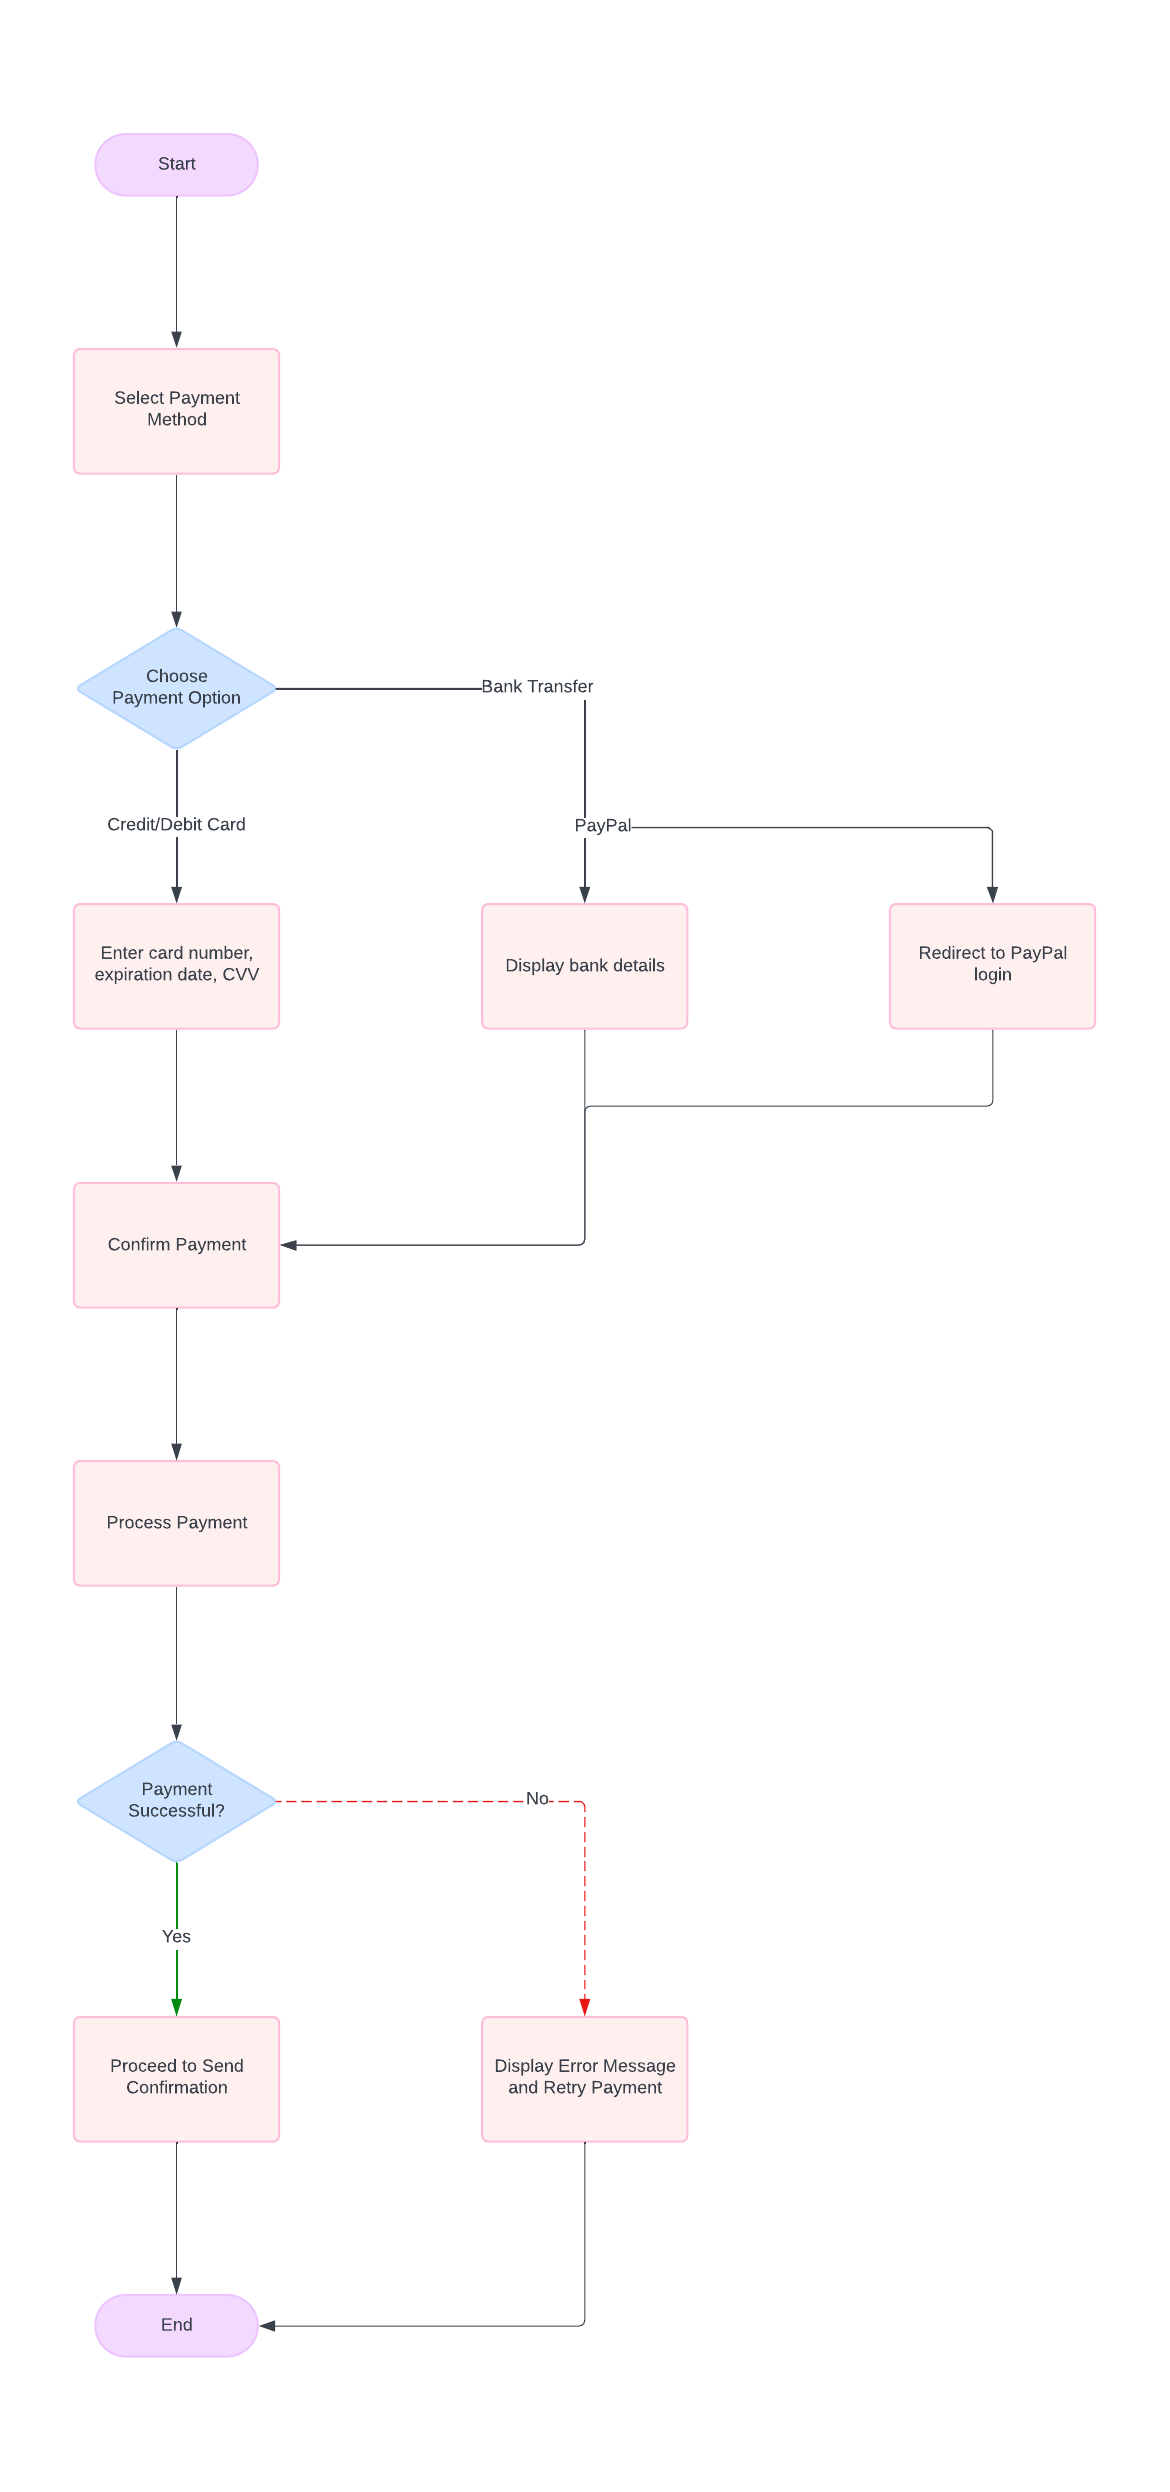 Start
Select Payment
Method
Choose
Payment Option
Bank Transfer
Credit/Debit Card
PayPal
Enter card number,
expiration date, CVV
Display bank details
Redirect to PayPal
login
Confirm Payment
Process Payment
Payment
Successful?
No
Yes
Proceed to Send
Confirmation
Display Error Message
and Retry Payment
End